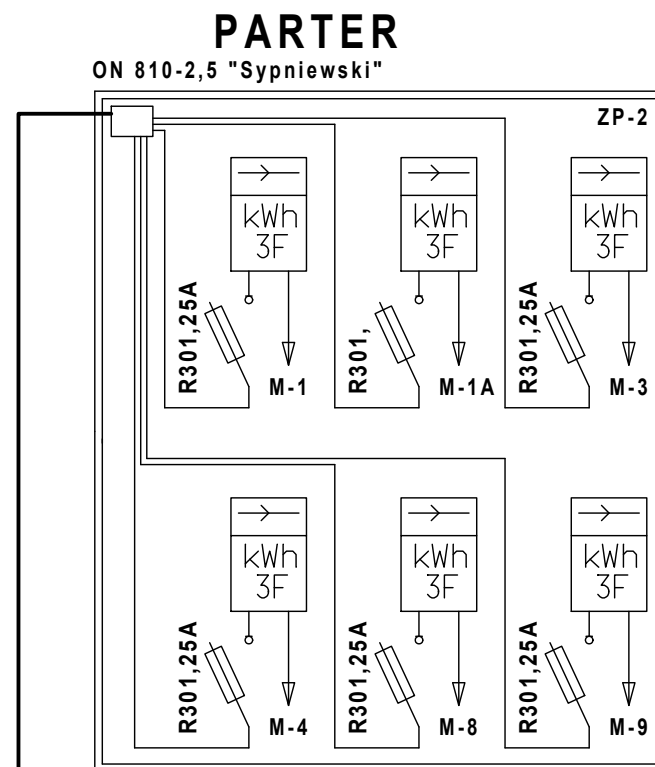 PARTER
ON 810-2,5 "Sypniewski"
ZP-2
kWh
3F
kWh
3F
kWh
3F
R301,25A
R301,
R301,25A
M-1
M-1A
M-3
kWh
3F
kWh
3F
kWh
3F
R301,25A
R301,25A
R301,25A
M-4
M-8
M-9